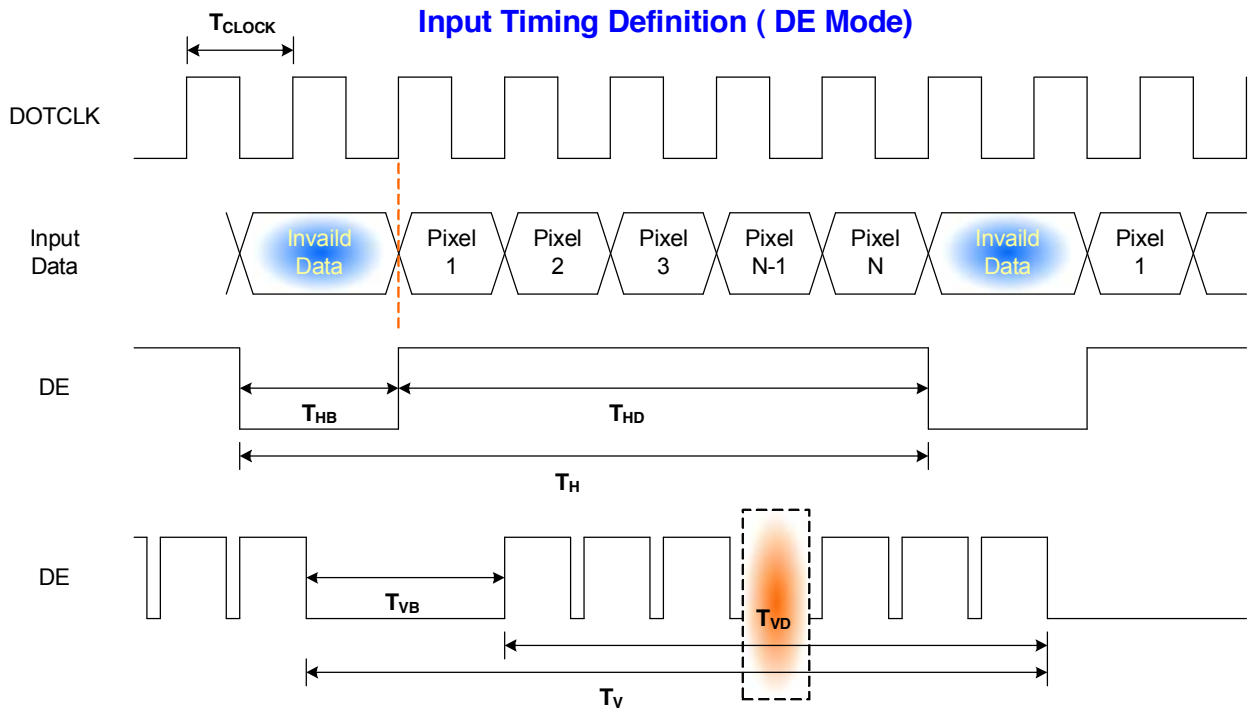 Input Timing Definition ( DE Mode)
TCLOCK
DOTCLK
Input
Data
Invaild
Data
Pixel
1
Pixel
2
Pixel
3
Pixel
N-1
Pixel
N
Invaild
Data
Pixel
1
DE
THB
THD
TH
DE
TVB
TVD
TV